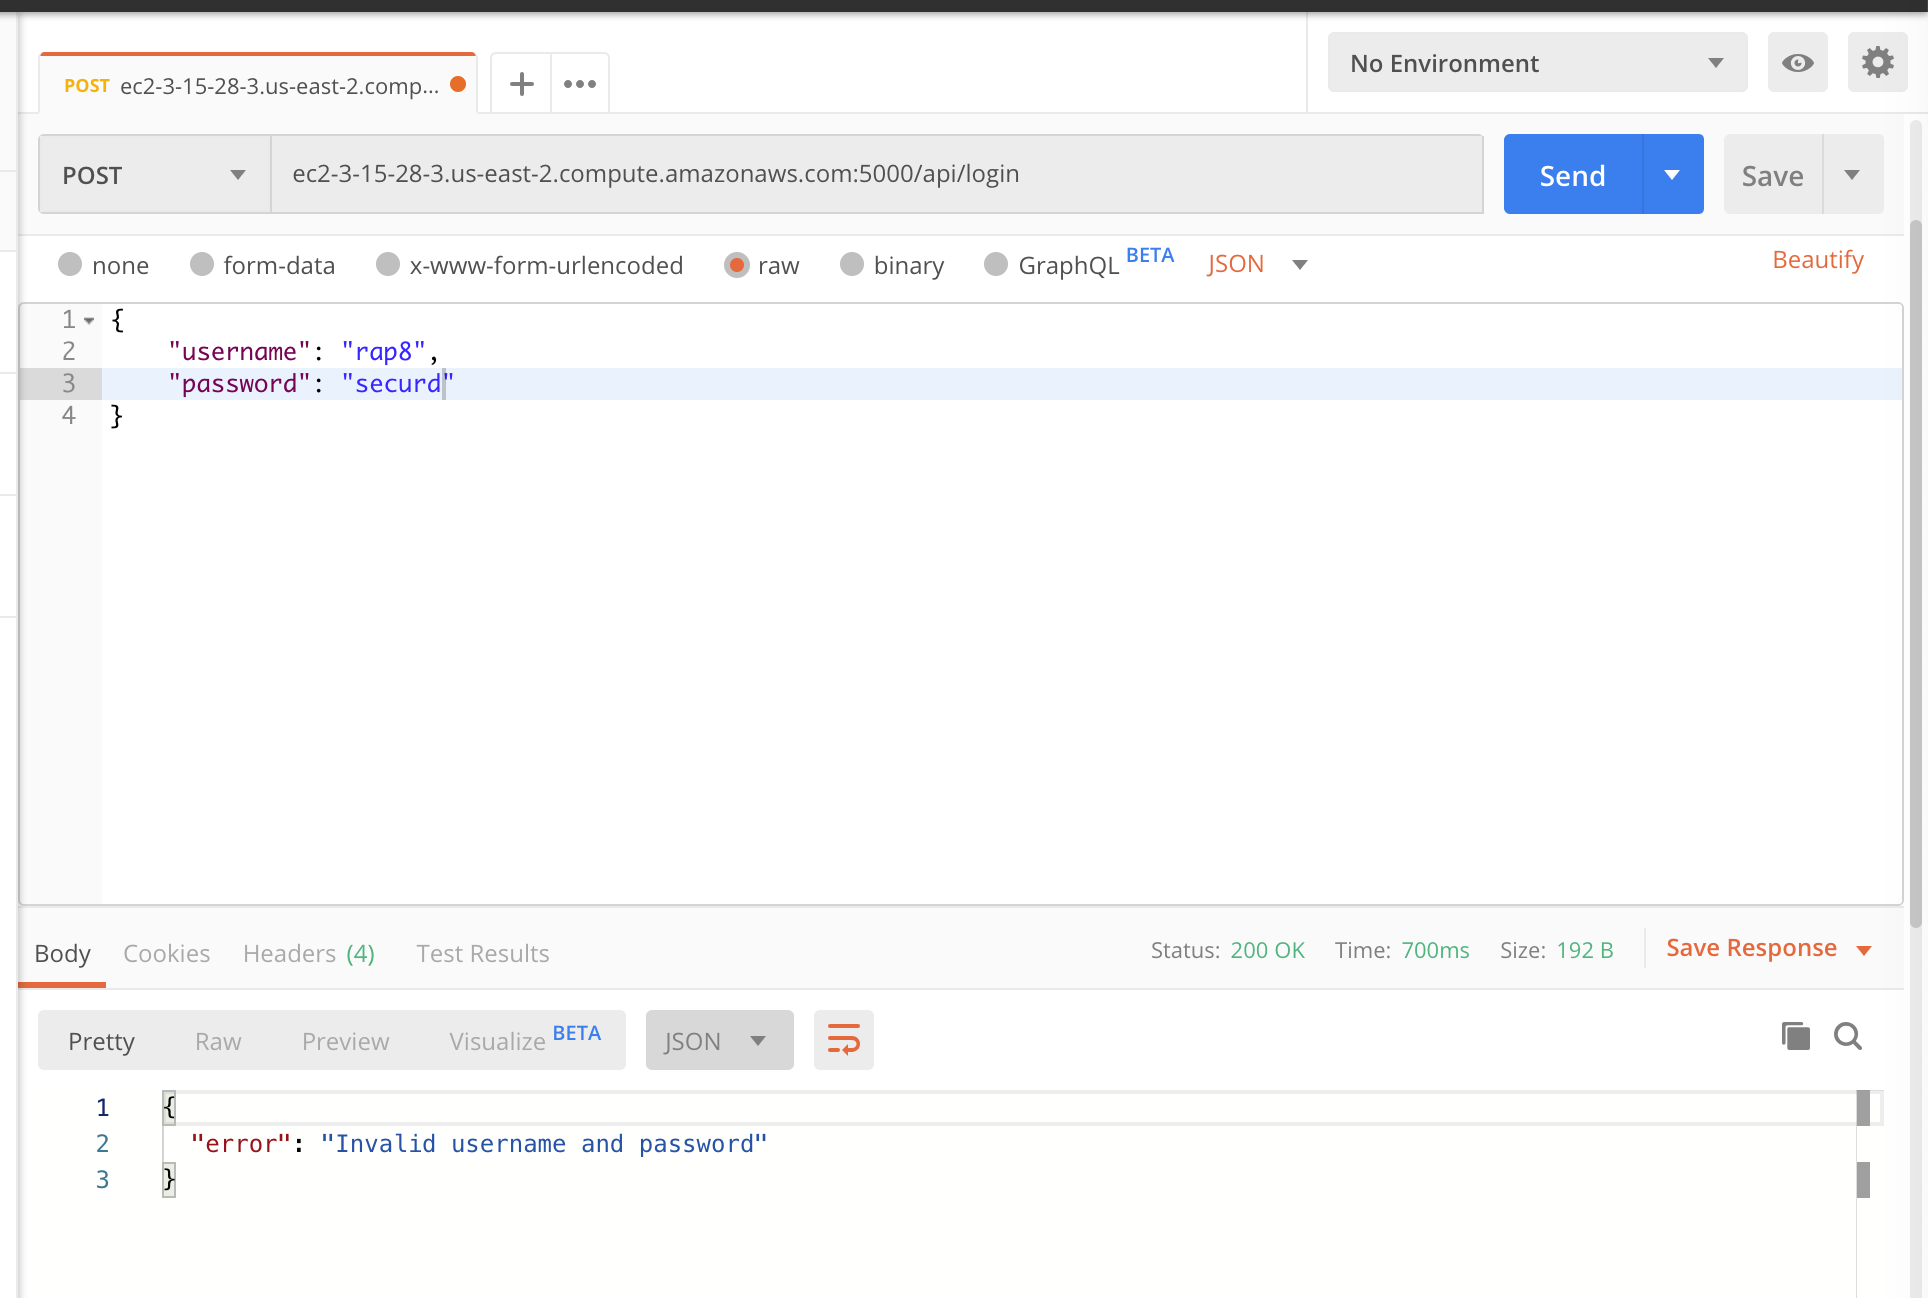 POST ec2-3-15-28-3.us-east-2.comp... + ••• No Environment
POST ec2-3-15-28-3.us-east-2.compute.amazonaws.com:5000/api/login Send Save
none form-data x-www-form-urlencoded raw binary GraphQL BETA JSON Beautify
1 {
2 "username": "rap8",
3 "password": "securd"
4 }
Body Cookies Headers (4) Test Results Status: 200 OK Time: 700ms Size: 192 B Save Response
Pretty Raw Preview Visualize BETA JSON
1 {
2 "error": "Invalid username and password"
3 }